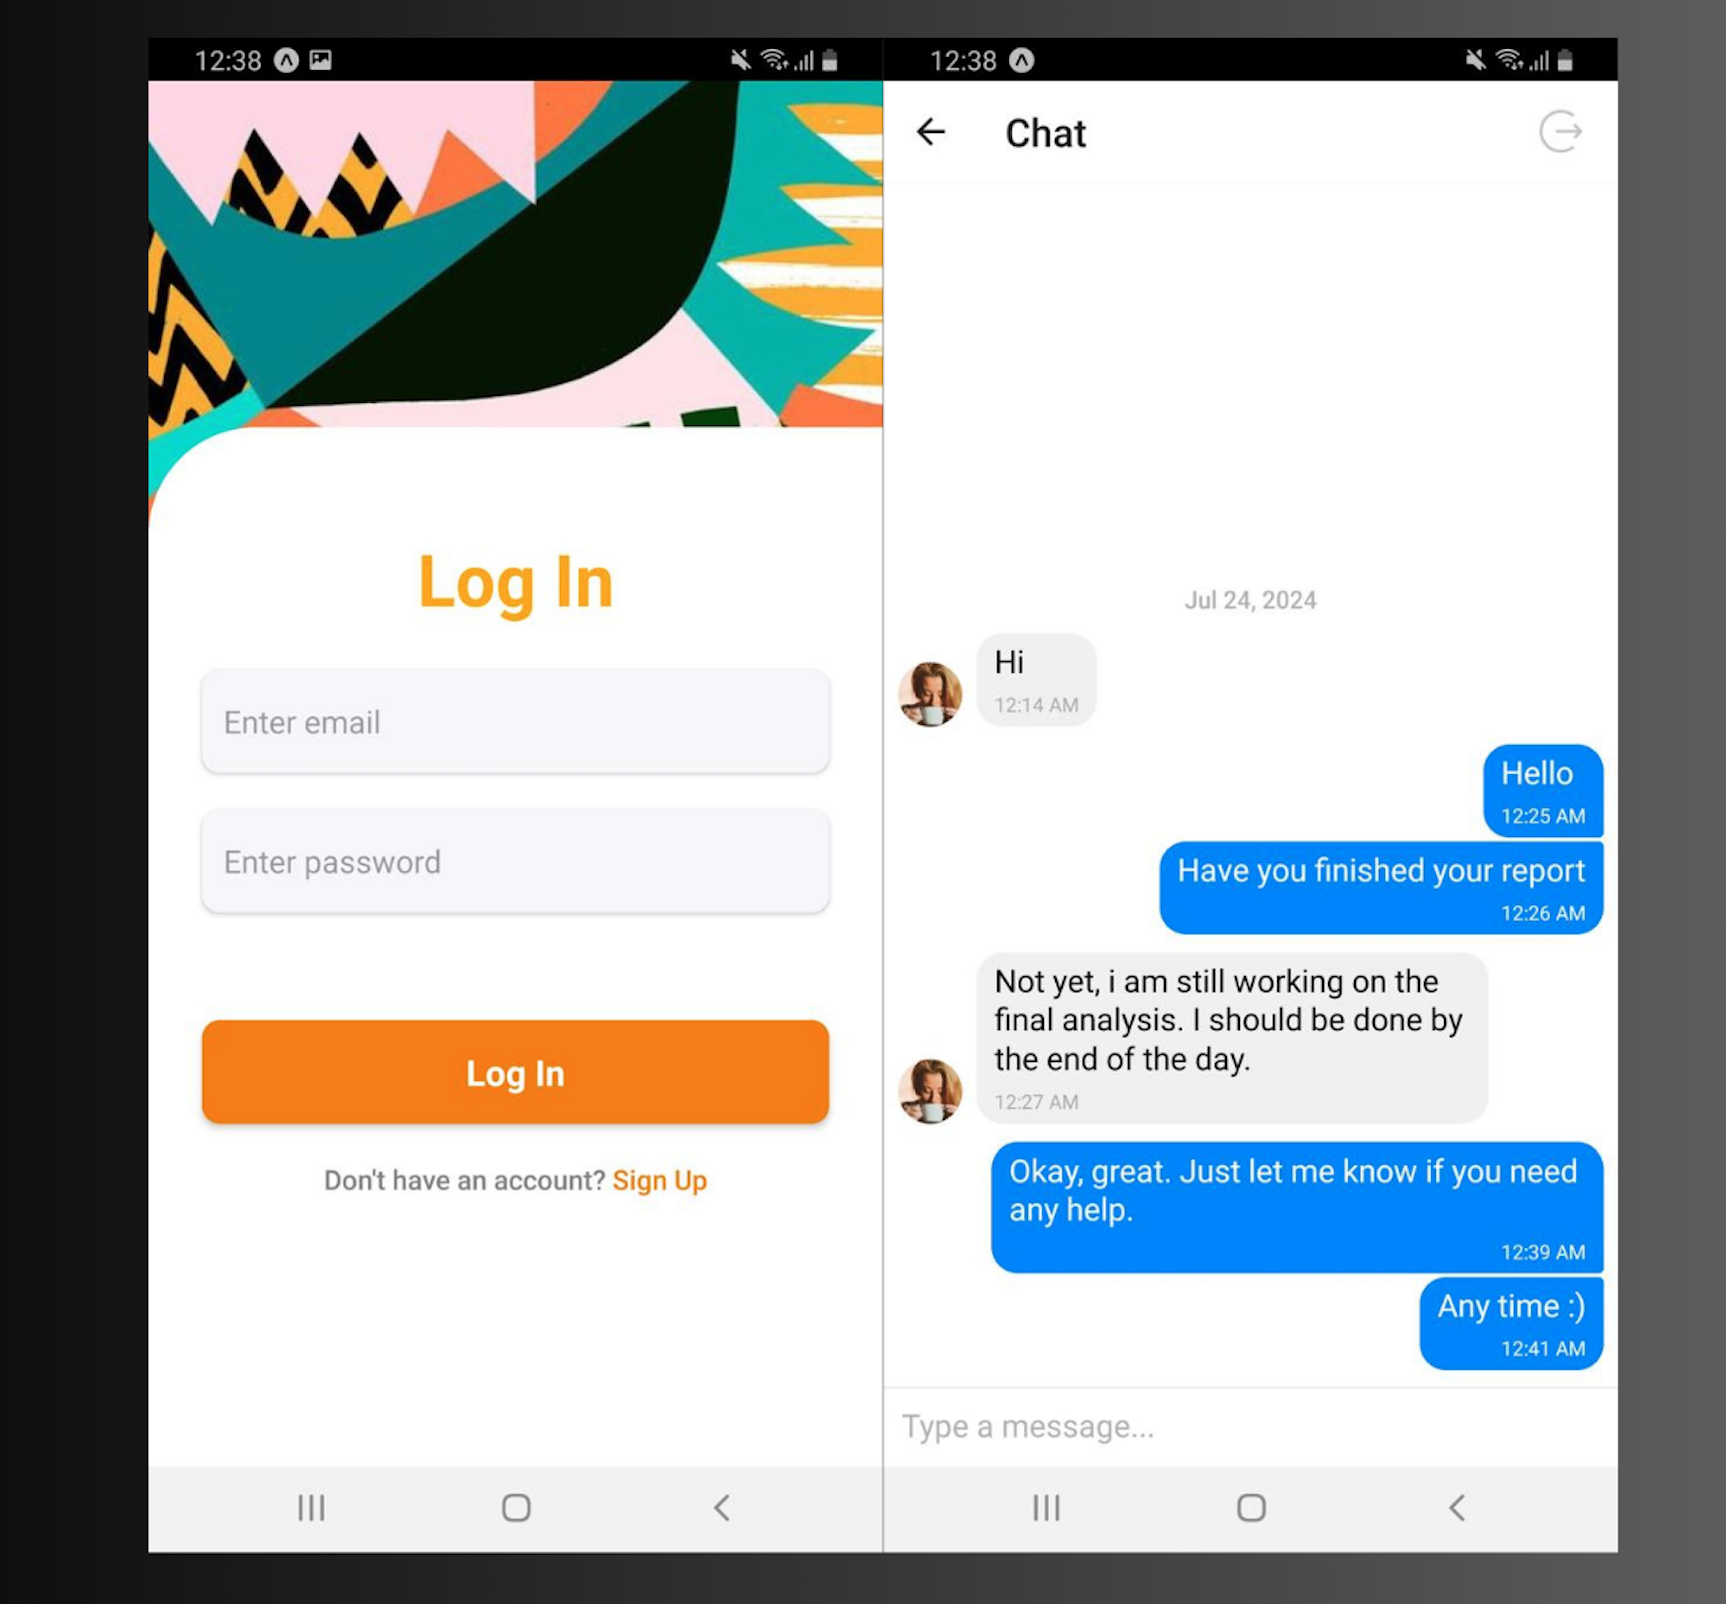 12:38
Log In
Enter email
Enter password
Log In
Don't have an account? Sign Up
12:38
Chat
Jul 24, 2024
Hi
12:14 AM
Hello
12:25 AM
Have you finished your report
12:26 AM
Not yet, i am still working on the
final analysis. I should be done by
the end of the day.
12:27 AM
Okay, great. Just let me know if you need
any help.
12:39 AM
Any time :)
12:41 AM
Type a message...